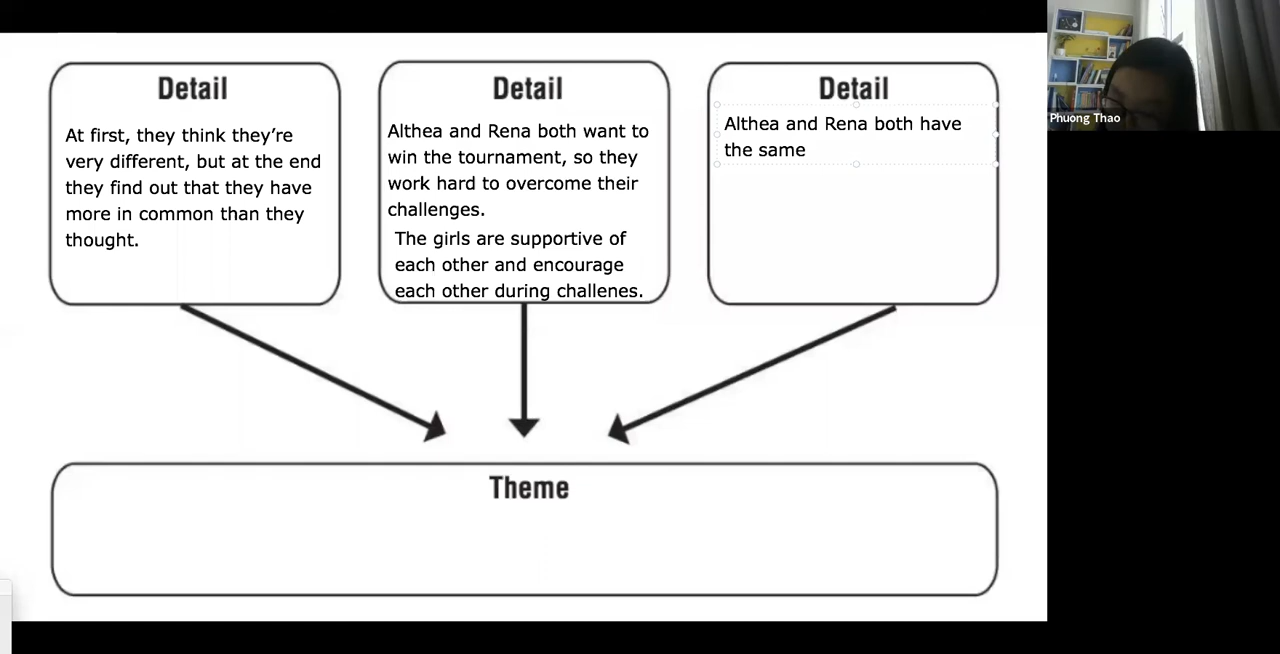 Detail
At first, they think they’re
very different, but at the end
they find out that they have
more in common than they
thought.
Detail
Althea and Rena both want to
win the tournament, so they
work hard to overcome their
challenges.
The girls are supportive of
each other and encourage
each other during challenes.
Detail
Althea and Rena both have
the same
Theme
Phuong Thao